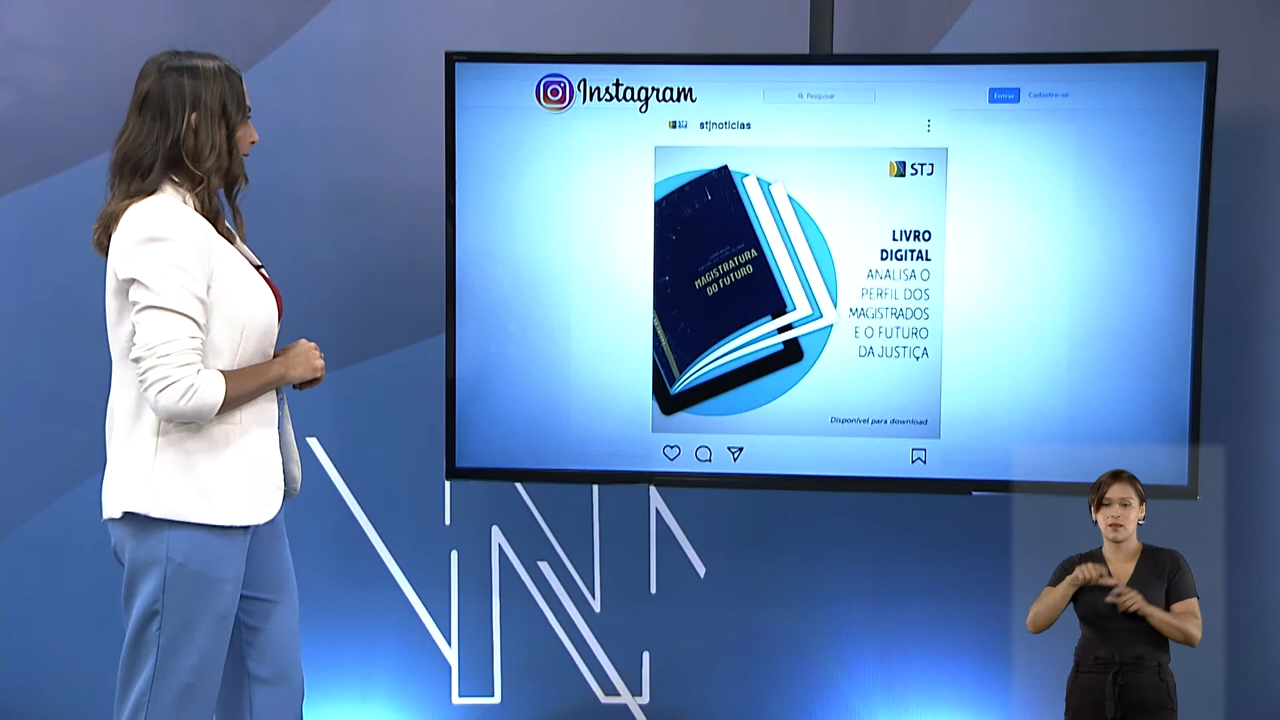 Instagram
Pesquisar
Entrar
Cadastre-se
STJ
stjnoticias
STJ
MAGISTRATURA
DO FUTURO
LIVRO
DIGITAL
ANALISA O
PERFIL DOS
MAGISTRADOS
E O FUTURO
DA JUSTIÇA
Disponível para download